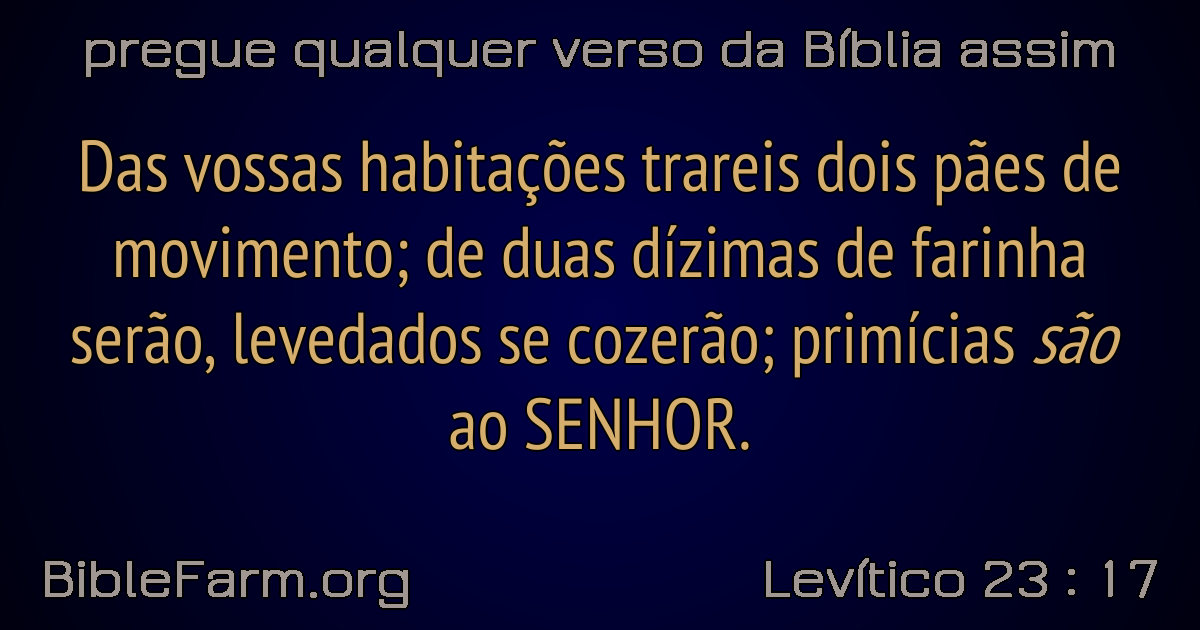 pregue qualquer verso da Bíblia assim
Das vossas habitações trareis dois pães de
movimento; de duas dízimas de farinha
serão, levedados se cozerão; primícias são
ao SENHOR.
BibleFarm.org
Levítico 23 : 17